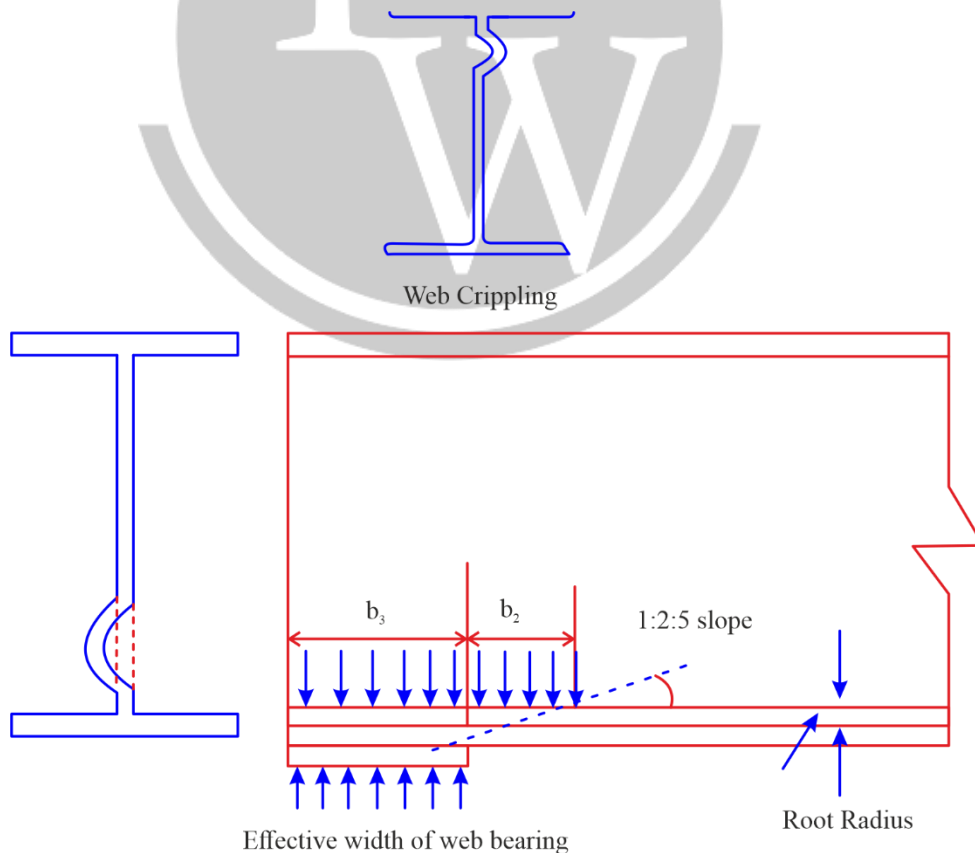 W
Web Crippling
b₃
b₂
1:2:5 slope
Effective width of web bearing
Root Radius